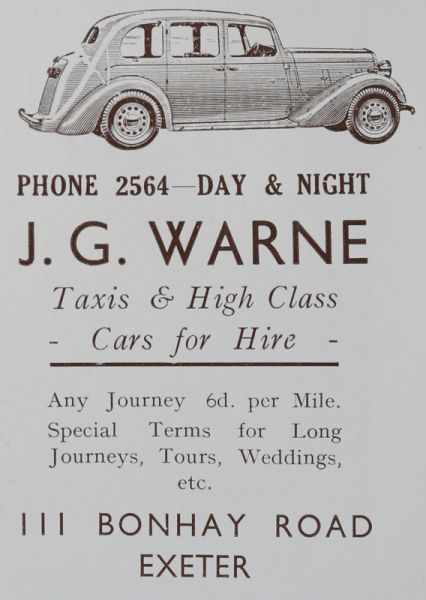 PHONE 2564—DAY & NIGHT
J. G. WARNE
Taxis & High Class
- Cars for Hire -
Any Journey 6d. per Mile.
Special Terms for Long
Journeys, Tours, Weddings,
etc.
111 BONHAY ROAD
EXETER